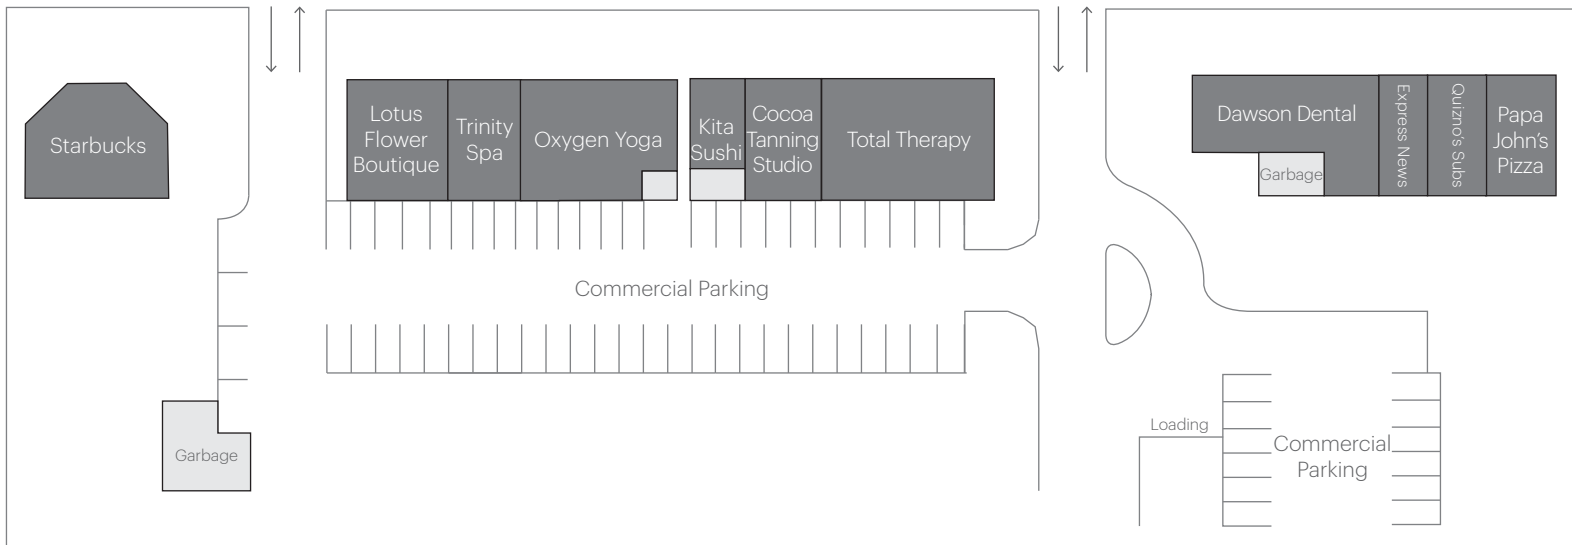 Starbucks
Lotus
Flower
Boutique
Trinity
Spa
Oxygen Yoga
Kita
Sushi
Cocoa
Tanning
Studio
Total Therapy
Dawson Dental
Garbage
Express News
Quizno's Subs
Papa
John's
Pizza
Commercial Parking
Garbage
Loading
Commercial
Parking